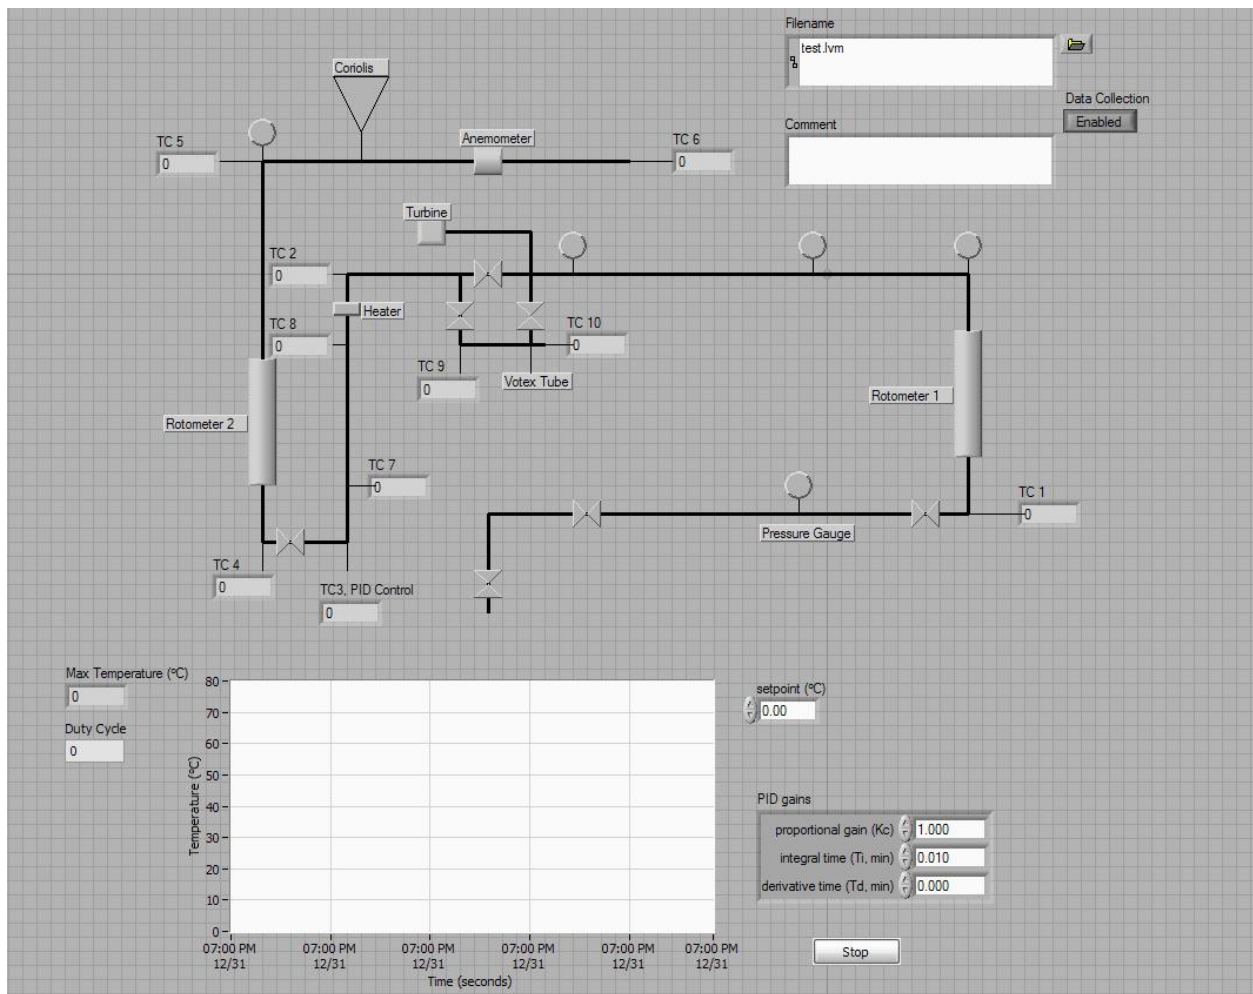 Filename
test.lvm
Coriolis
Data Collection
Enabled
Comment
TC 5
0
Anemometer
TC 6
0
Turbine
TC 2
0
Heater
TC 8
0
TC 10
0
TC 9
0
Votex Tube
Rotometer 1
Rotometer 2
TC 7
0
TC 1
0
Pressure Gauge
TC 4
0
TC3, PID Control
0
Max Temperature (ºC)
0
Duty Cycle
0
Temperature (ºC)
80
70
60
50
40
30
20
10
0
07:00 PM 07:00 PM 07:00 PM 07:00 PM 07:00 PM 07:00 PM
12/31 12/31 12/31 12/31 12/31 12/31
Time (seconds)
setpoint (ºC)
0.00
PID gains
proportional gain (Kc) 1.000
integral time (Ti, min) 0.010
derivative time (Td, min) 0.000
Stop